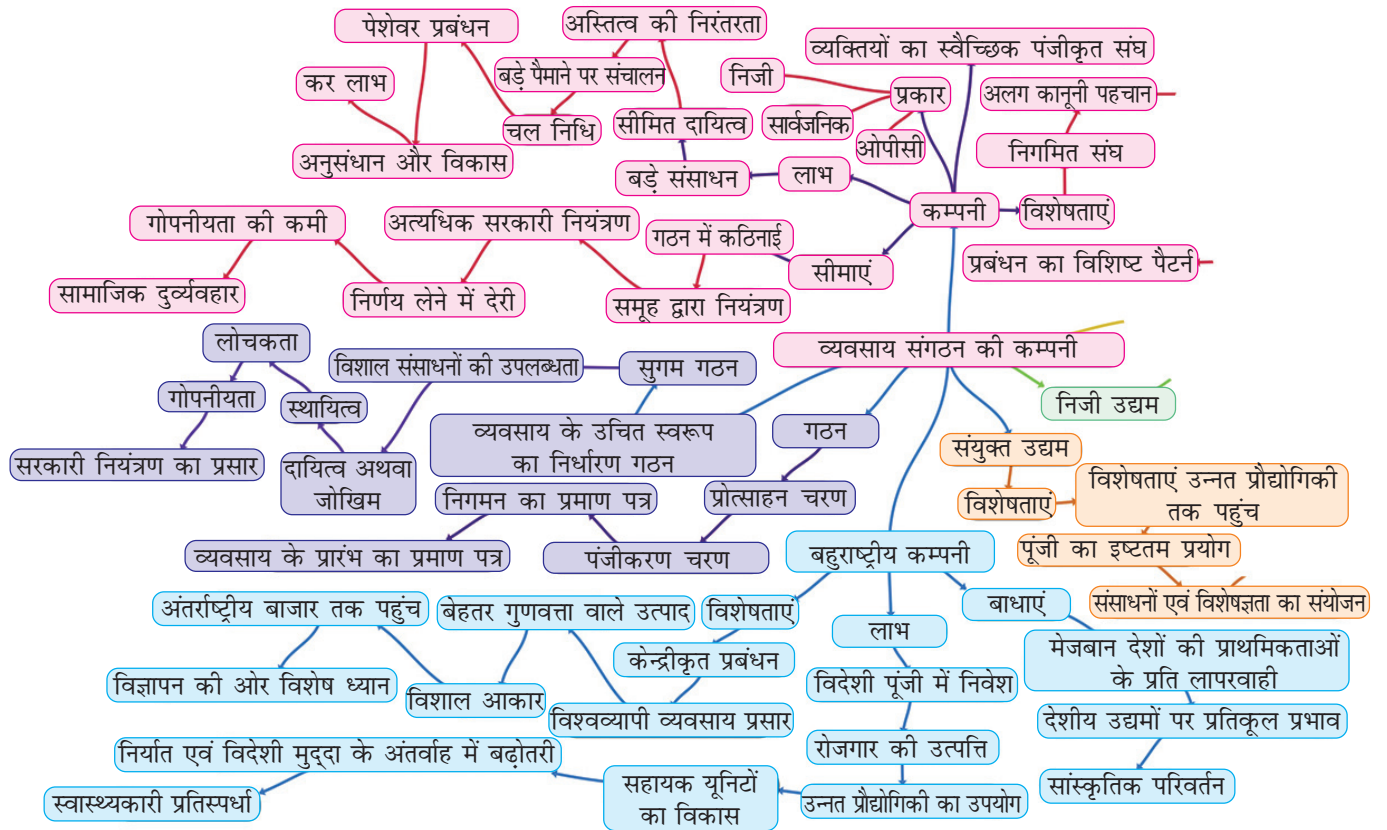 पेशेवर प्रबंधन
अस्तित्व की निरंतरता
व्यक्तियों का स्वैच्छिक पंजीकृत संघ
कर लाभ
बड़े पैमाने पर संचालन
निजी
प्रकार
अलग कानूनी पहचान
चल निधि
सीमित दायित्व
सार्वजनिक
ओपीसी
निगमित संघ
अनुसंधान और विकास
बड़े संसाधन
लाभ
कम्पनी
विशेषताएं
गोपनीयता की कमी
अत्यधिक सरकारी नियंत्रण
गठन में कठिनाई
सीमाएं
प्रबंधन का विशिष्ट पैटर्न
सामाजिक दुर्व्यवहार
निर्णय लेने में देरी
समूह द्वारा नियंत्रण
लोचकता
विशाल संसाधनों की उपलब्धता
सुगम गठन
व्यवसाय संगठन की कम्पनी
गोपनीयता
स्थायित्व
निजी उद्यम
व्यवसाय के उचित स्वरूप
का निर्धारण गठन
गठन
संयुक्त उद्यम
सरकारी नियंत्रण का प्रसार
दायित्व अथवा
जोखिम
निगमन का प्रमाण पत्र
प्रोत्साहन चरण
विशेषताएं
विशेषताएं उन्नत प्रौद्योगिकी
तक पहुंच
व्यवसाय के प्रारंभ का प्रमाण पत्र
पंजीकरण चरण
बहुराष्ट्रीय कम्पनी
पूंजी का इष्टतम प्रयोग
अंतर्राष्ट्रीय बाजार तक पहुंच
बेहतर गुणवत्ता वाले उत्पाद
विशेषताएं
लाभ
बाधाएं
संसाधनों एवं विशेषज्ञता का संयोजन
विज्ञापन की ओर विशेष ध्यान
विशाल आकार
केन्द्रीकृत प्रबंधन
विदेशी पूंजी में निवेश
मेजबान देशों की प्राथमिकताओं
के प्रति लापरवाही
विश्वव्यापी व्यवसाय प्रसार
देशीय उद्यमों पर प्रतिकूल प्रभाव
निर्यात एवं विदेशी मुद्दा के अंतर्वाह में बढ़ोतरी
रोजगार की उत्पत्ति
सहायक यूनिटों
का विकास
सांस्कृतिक परिवर्तन
स्वास्थ्यकारी प्रतिस्पर्धा
उन्नत प्रौद्योगिकी का उपयोग